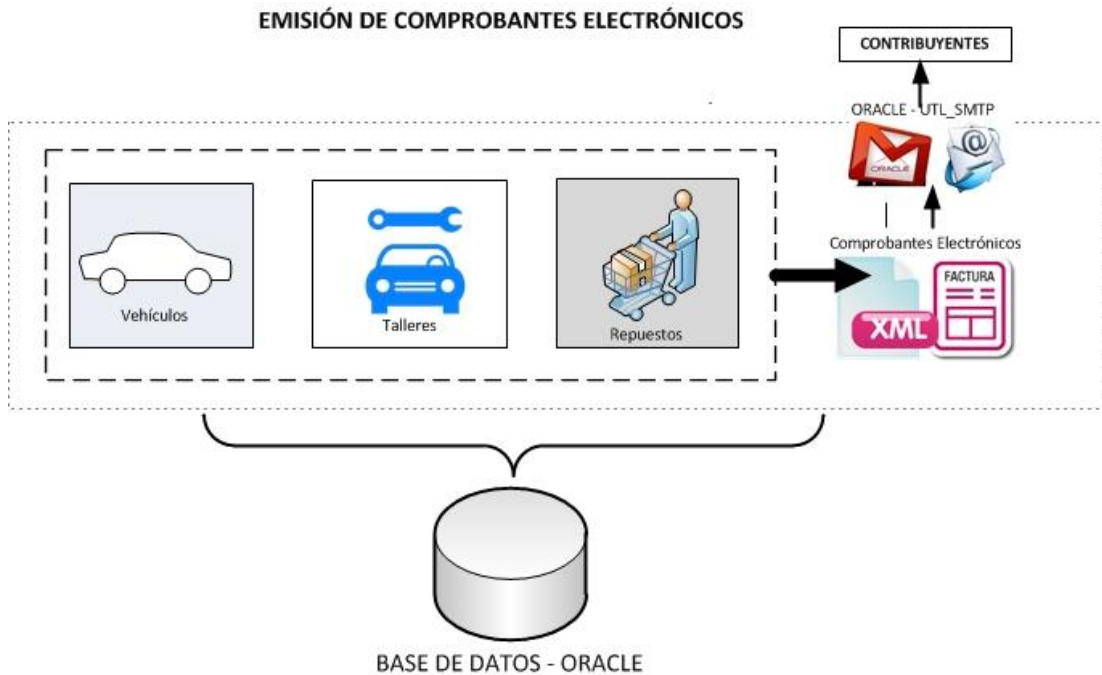 EMISIÓN DE COMPROBANTES ELECTRÓNICOS
CONTRIBUYENTES
ORACLE - UTL_SMTP
ORACLE
@
Comprobantes Electrónicos
XML
FACTURA
Vehículos
Talleres
Repuestos
BASE DE DATOS - ORACLE